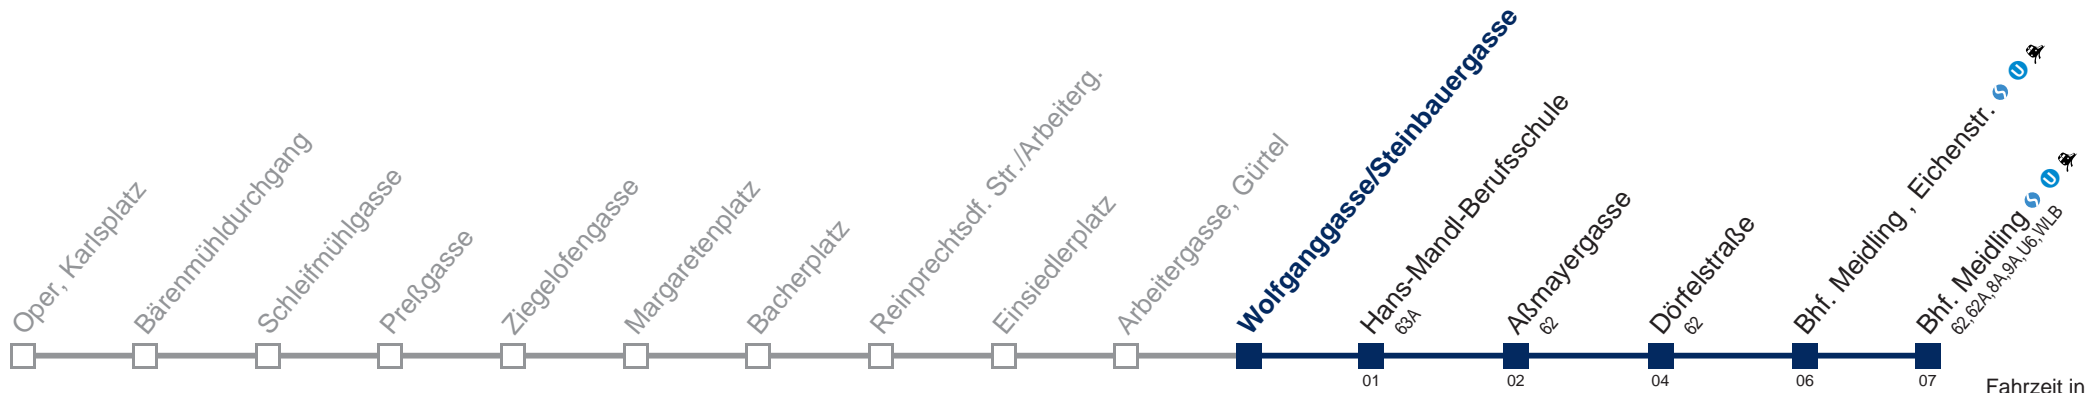 Oper, Karlsplatz
Bärenmühldurchgang
Schleifmühlgasse
Preßgasse
Ziegelofengasse
Margaretenplatz
Bacherplatz
Reinprechtsdf. Str./Arbeiterg.
Einsiedlerplatz
Arbeitergasse, Gürtel
Wolfganggasse/Steinbauergasse
Hans-Mandl-Berufsschule
63A
Aßmayergasse
62
Dörfelstraße
62
Bhf. Meidling , Eichenstr. S U
Bhf. Meidling S U
62, 62A, 8A, 9A, U6, WLB
01
02
04
06
07
Fahrzeit in